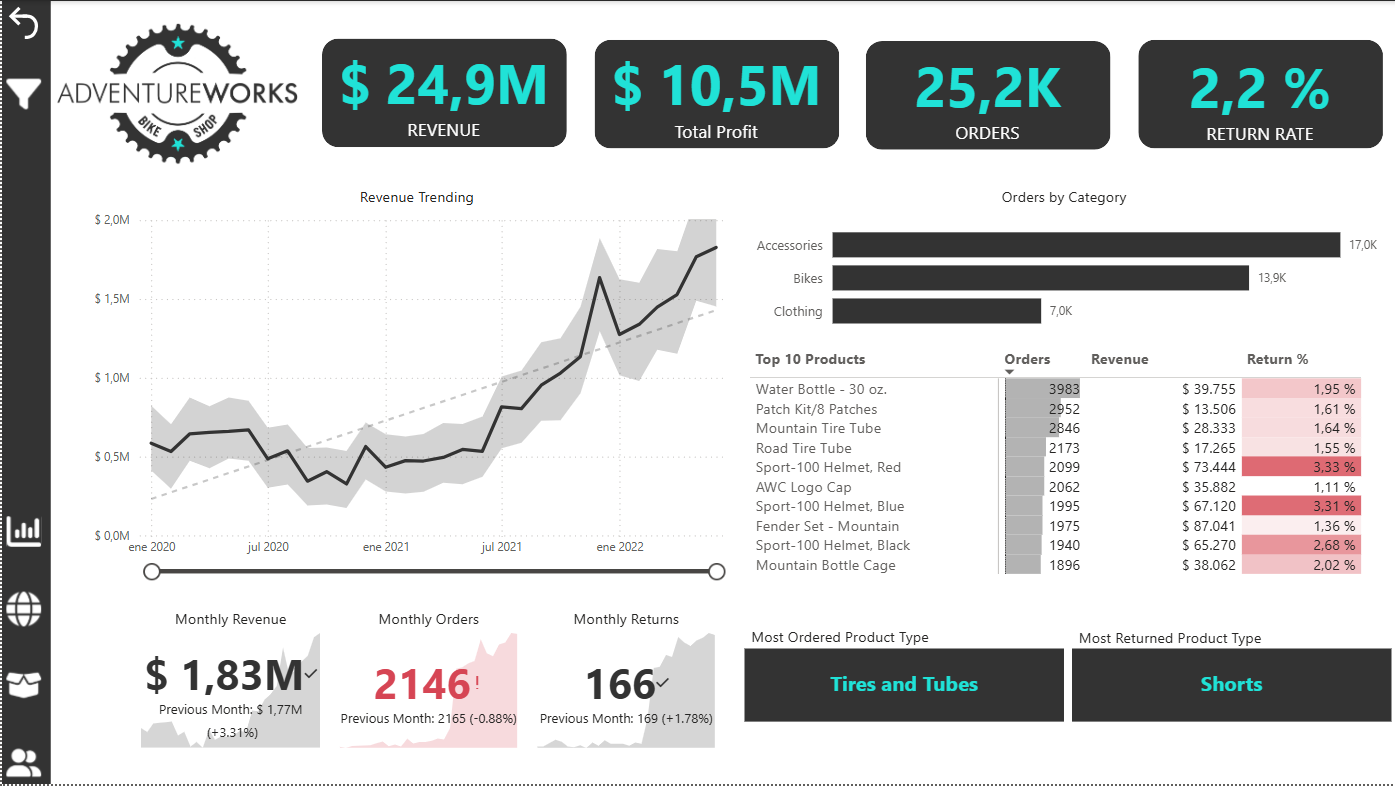 ADVENTUREWORKS
BIKE SHOP
$ 24,9M
REVENUE
$ 10,5M
Total Profit
25,2K
ORDERS
2,2 %
RETURN RATE
Revenue Trending
$ 2,0M
$ 1,5M
$ 1,0M
$ 0,5M
$ 0,0M
ene 2020 jul 2020 ene 2021 jul 2021 ene 2022
Orders by Category
Accessories 17,0K
Bikes 13,9K
Clothing 7,0K
Top 10 Products Orders Revenue Return %
Water Bottle - 30 oz. 3983 $ 39.755 1,95 %
Patch Kit/8 Patches 2952 $ 13.506 1,61 %
Mountain Tire Tube 2846 $ 28.333 1,64 %
Road Tire Tube 2173 $ 17.265 1,55 %
Sport-100 Helmet, Red 2099 $ 73.444 3,33 %
AWC Logo Cap 2062 $ 35.882 1,11 %
Sport-100 Helmet, Blue 1995 $ 67.120 3,31 %
Fender Set - Mountain 1975 $ 87.041 1,36 %
Sport-100 Helmet, Black 1940 $ 65.270 2,68 %
Mountain Bottle Cage 1896 $ 38.062 2,02 %
Monthly Revenue
$ 1,83M
Previous Month: $ 1,77M
(+3.31%)
Monthly Orders
2146 !
Previous Month: 2165 (-0.88%)
Monthly Returns
166
Previous Month: 169 (+1.78%)
Most Ordered Product Type
Tires and Tubes
Most Returned Product Type
Shorts